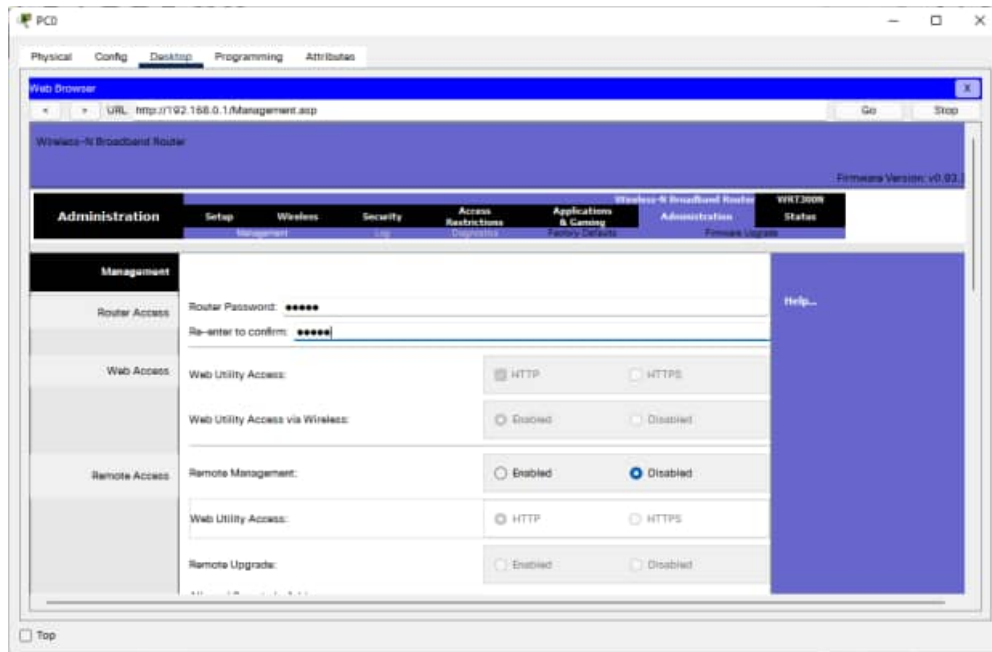 PC0
Physical Config Desktop Programming Attributes
Web Browser X
< > URL http://192.168.0.1/Management.asp Go Stop
Wireless-N Broadband Router
Firmware Version: v0.93.
Wireless-N Broadband Router WRT300N
Administration Setup Wireless Security Access Restrictions Applications & Gaming Administration Status
Management Log Diagnostics Factory Defaults Firmware Upgrade
Management
Help...
Router Access Router Password: •••••
Re-enter to confirm: •••••
Web Access Web Utility Access: HTTP HTTPS
Web Utility Access via Wireless: Enabled Disabled
Remote Access Remote Management: Enabled Disabled
Web Utility Access: HTTP HTTPS
Remote Upgrade: Enabled Disabled
Top